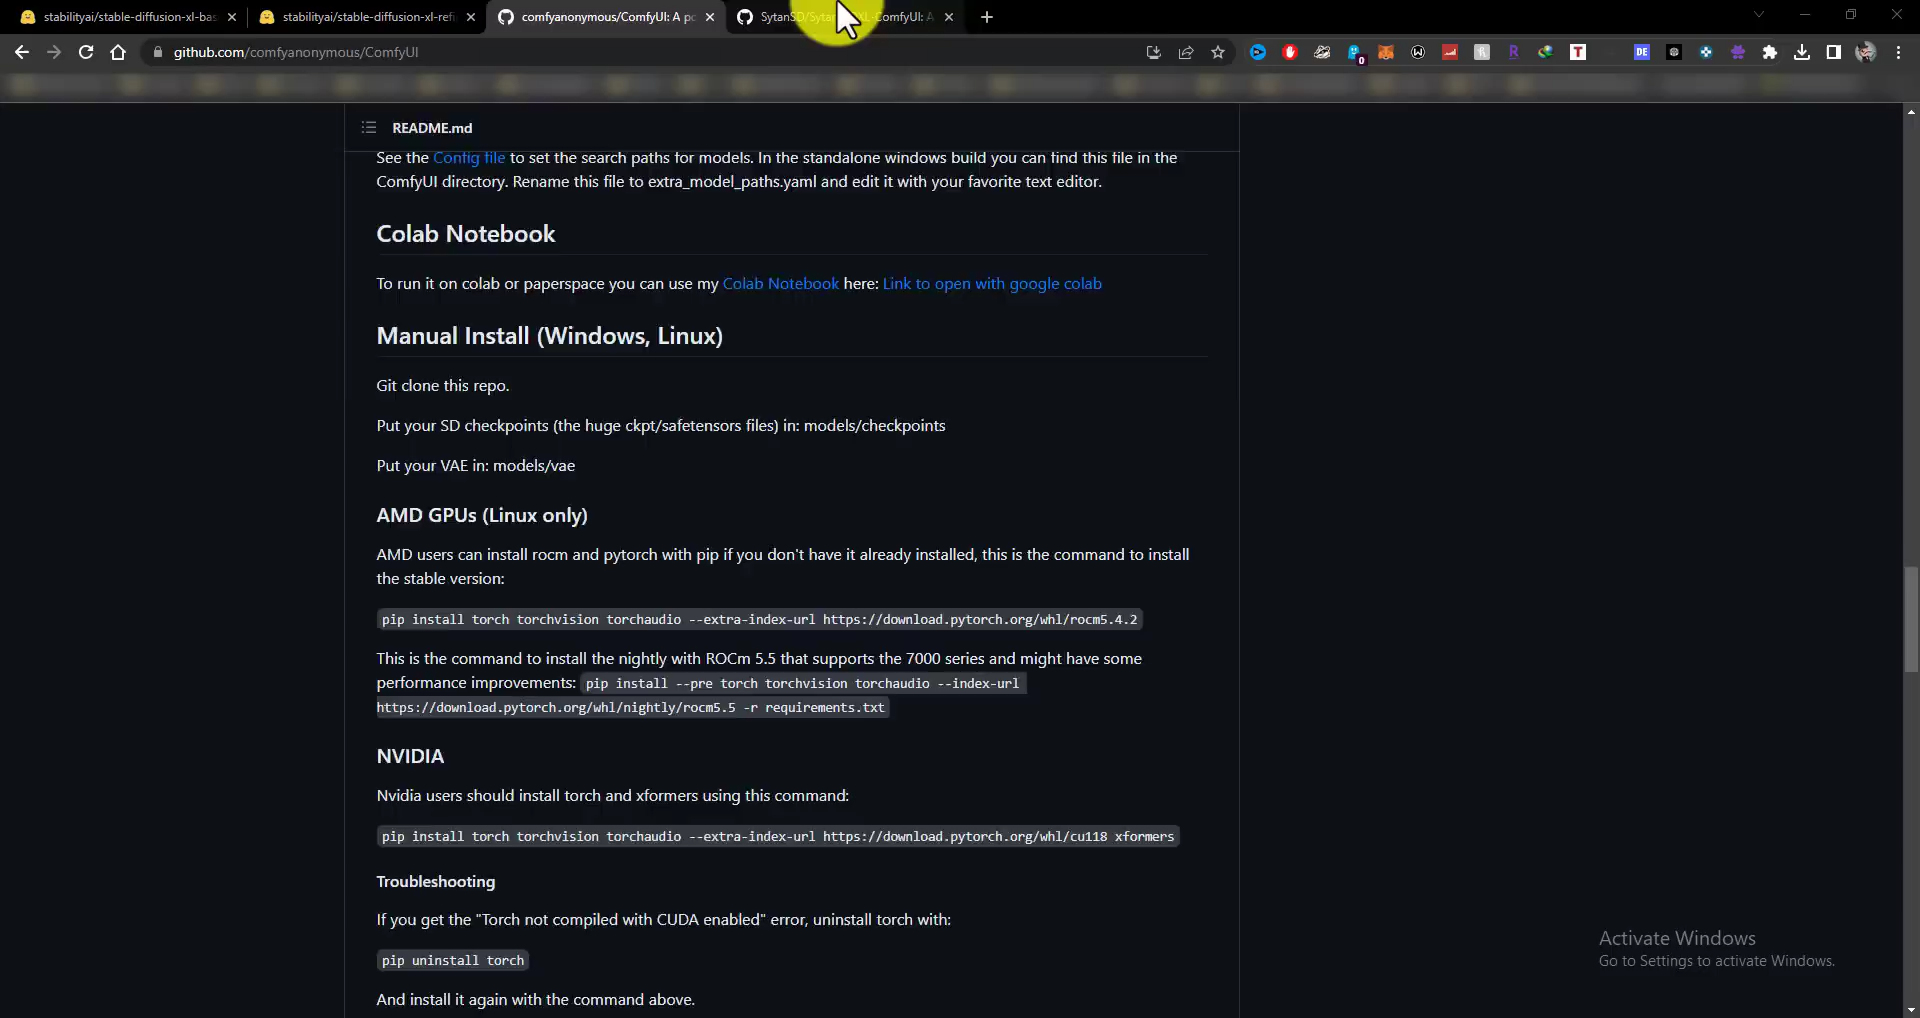 stabilityai/stable-diffusion-xl-bas
stabilityai/stable-diffusion-xl-refi
comfyanonymous/ComfyUI: A po
SytanSD/Sytan XL-ComfyUI: A
github.com/comfyanonymous/ComfyUI
0
T
DE
README.md
See the Config file to set the search paths for models. In the standalone windows build you can find this file in the
ComfyUI directory. Rename this file to extra_model_paths.yaml and edit it with your favorite text editor.
Colab Notebook
To run it on colab or paperspace you can use my Colab Notebook here: Link to open with google colab
Manual Install (Windows, Linux)
Git clone this repo.
Put your SD checkpoints (the huge ckpt/safetensors files) in: models/checkpoints
Put your VAE in: models/vae
AMD GPUs (Linux only)
AMD users can install rocm and pytorch with pip if you don't have it already installed, this is the command to install
the stable version:
pip install torch torchvision torchaudio --extra-index-url https://download.pytorch.org/whl/rocm5.4.2
This is the command to install the nightly with ROCm 5.5 that supports the 7000 series and might have some
performance improvements: pip install --pre torch torchvision torchaudio --index-url
https://download.pytorch.org/whl/nightly/rocm5.5 -r requirements.txt
NVIDIA
Nvidia users should install torch and xformers using this command:
pip install torch torchvision torchaudio --extra-index-url https://download.pytorch.org/whl/cu118 xformers
Troubleshooting
If you get the "Torch not compiled with CUDA enabled" error, uninstall torch with:
pip uninstall torch
And install it again with the command above.
Activate Windows
Go to Settings to activate Windows.